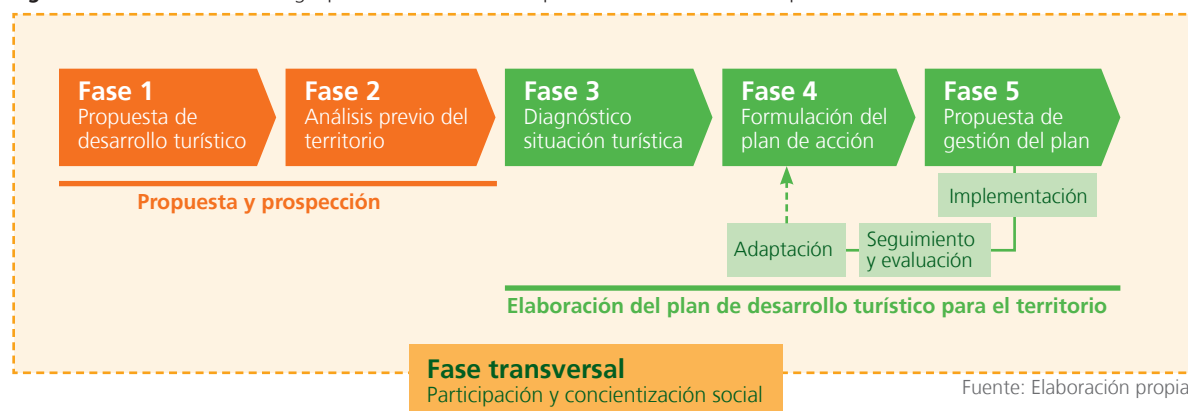 Fase 1
Propuesta de
desarrollo turístico
Fase 2
Análisis previo del
territorio
Fase 3
Diagnóstico
situación turística
Fase 4
Formulación del
plan de acción
Fase 5
Propuesta de
gestión del plan
Propuesta y prospección
Implementación
Adaptación
Seguimiento
y evaluación
Elaboración del plan de desarrollo turístico para el territorio
Fase transversal
Participación y concientización social
Fuente: Elaboración propia